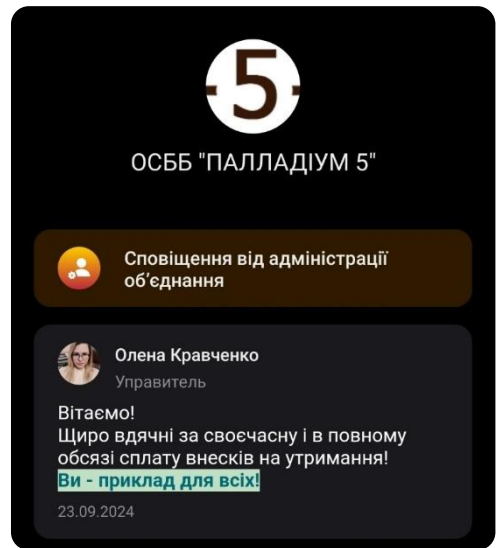 5
ОСББ "ПАЛЛАДІУМ 5"
Сповіщення від адміністрації
об’єднання
Олена Кравченко
Управитель
Вітаємо!
Щиро вдячні за своєчасну і в повному
обсязі сплату внесків на утримання!
Ви - приклад для всіх!
23.09.2024